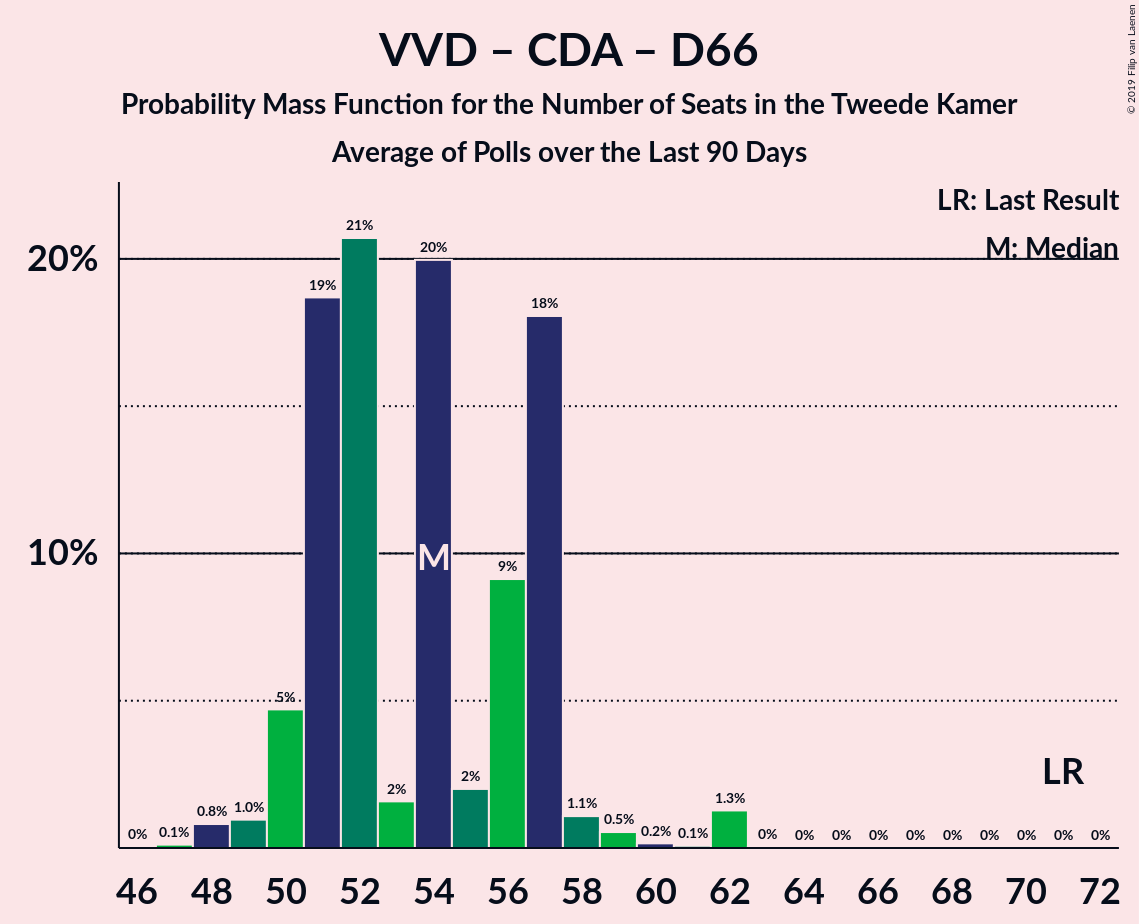 VVD – CDA – D66
Probability Mass Function for the Number of Seats in the Tweede Kamer
Average of Polls over the Last 90 Days
© 2019 Filip van Laenen
LR: Last Result
M: Median
20%
10%
0% 0.1% 0.8% 1.0% 5% 19% 21% 2% 20% 2% 9% 18% 1.1% 0.5% 0.2% 0.1% 1.3% 0% 0% 0% 0% 0% 0% 0% 0% 0% 0%
M
LR
46 48 50 52 54 56 58 60 62 64 66 68 70 72